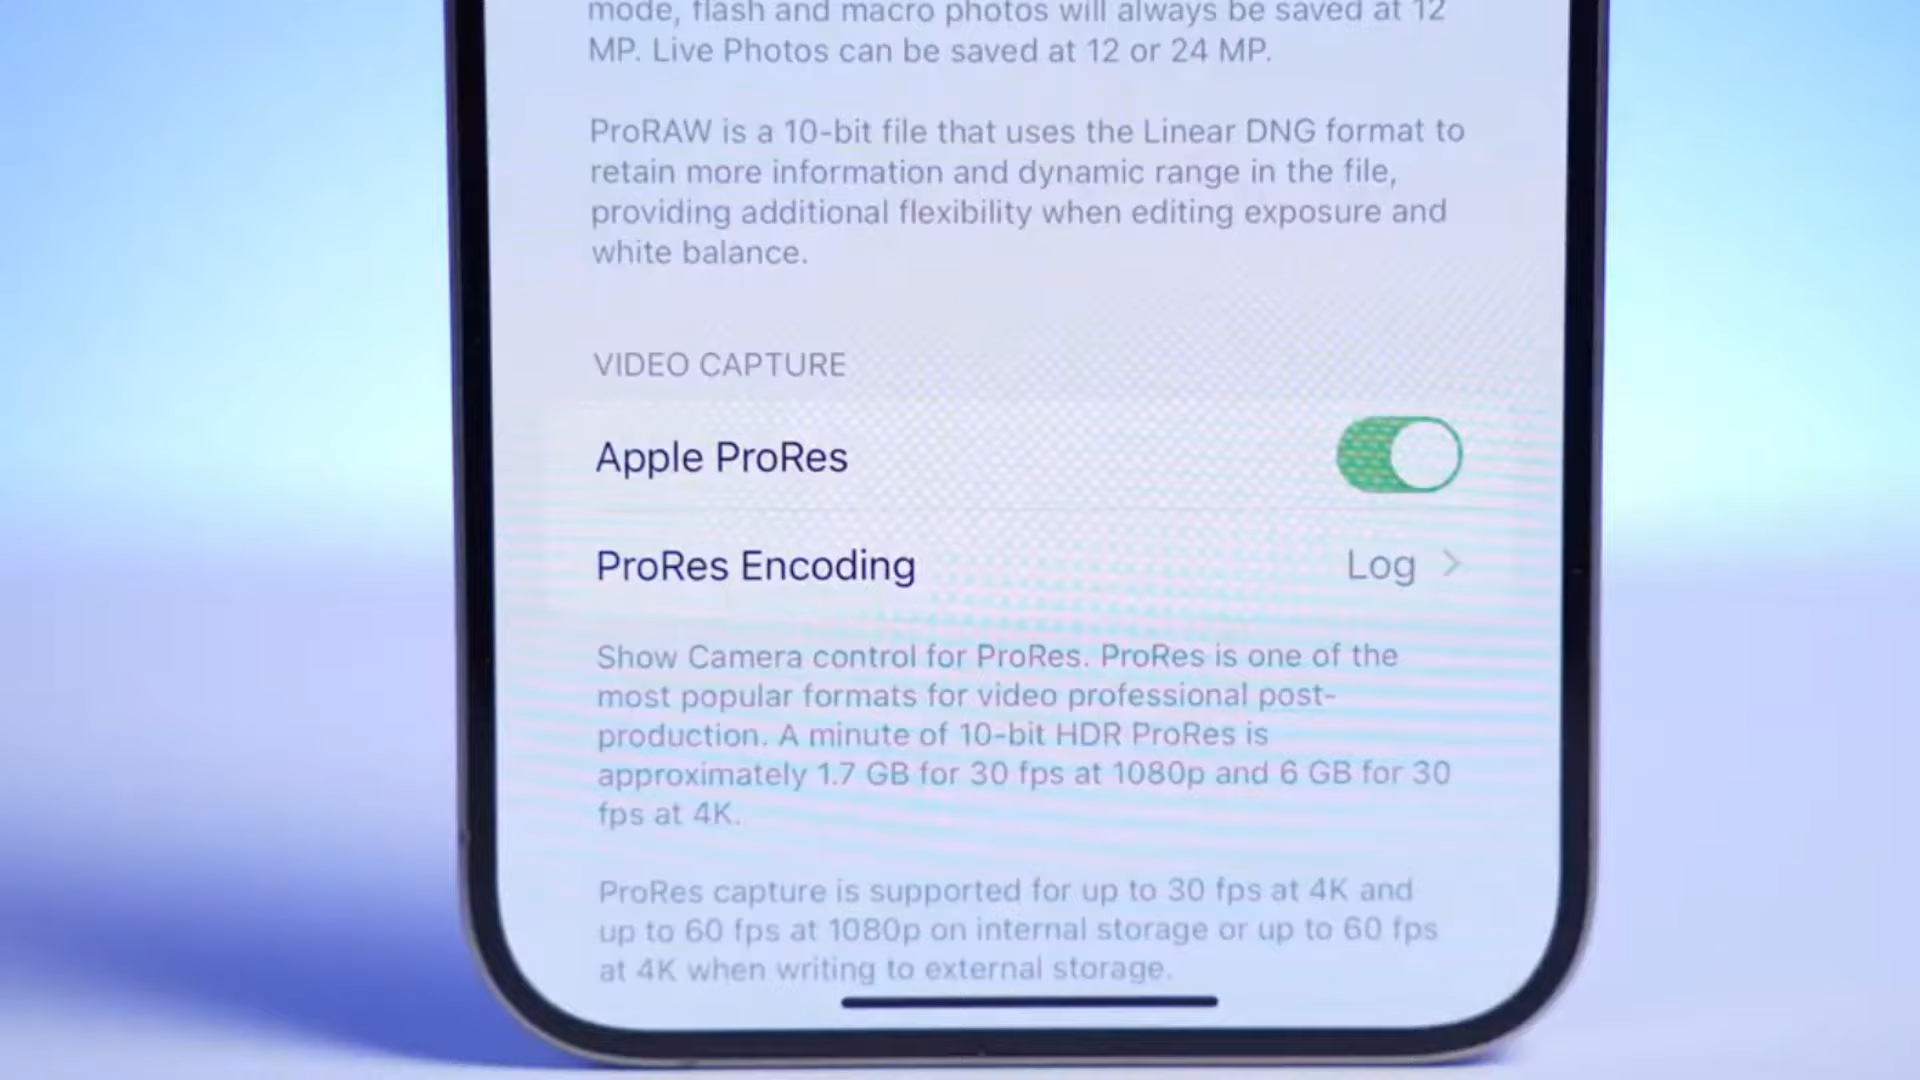 mode, flash and macro photos will always be saved at 12
MP. Live Photos can be saved at 12 or 24 MP.
ProRAW is a 10-bit file that uses the Linear DNG format to
retain more information and dynamic range in the file,
providing additional flexibility when editing exposure and
white balance.
VIDEO CAPTURE
Apple ProRes
ProRes Encoding Log
Show Camera control for ProRes. ProRes is one of the
most popular formats for video professional post-
production. A minute of 10-bit HDR ProRes is
approximately 1.7 GB for 30 fps at 1080p and 6 GB for 30
fps at 4K.
ProRes capture is supported for up to 30 fps at 4K and
up to 60 fps at 1080p on internal storage or up to 60 fps
at 4K when writing to external storage.